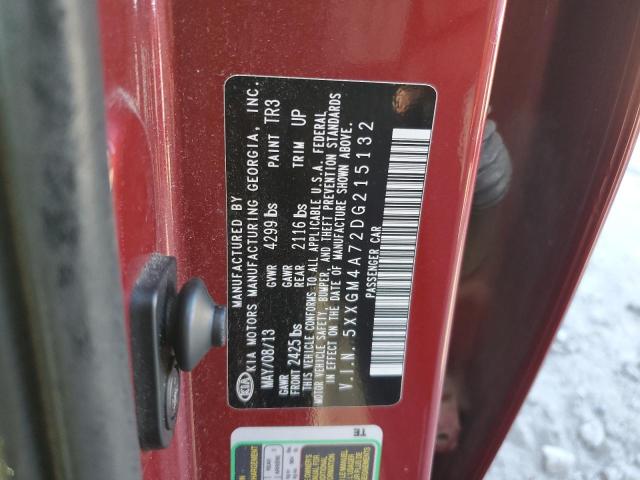 KIA
MANUFACTURED BY
KIA MOTORS MANUFACTURING GEORGIA, INC.
MAY/08/13 GVWR 4299 lbs PAINT TR3
GAWR FRONT 2425 lbs GAWR REAR 2116 lbs TRIM UP
THIS VEHICLE CONFORMS TO ALL APPLICABLE U.S.A. FEDERAL
MOTOR VEHICLE SAFETY, BUMPER, AND THEFT PREVENTION STANDARDS
IN EFFECT ON THE DATE OF MANUFACTURE SHOWN ABOVE.
V.I.N. : 5XXGM4A72DG215132
PASSENGER CAR